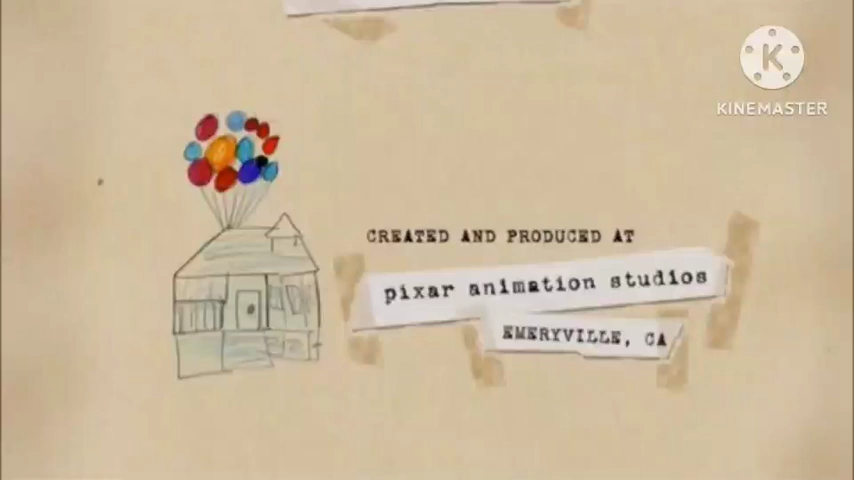 K
KINEMASTER
CREATED AND PRODUCED AT
pixar animation studios
EMERYVILLE, CA